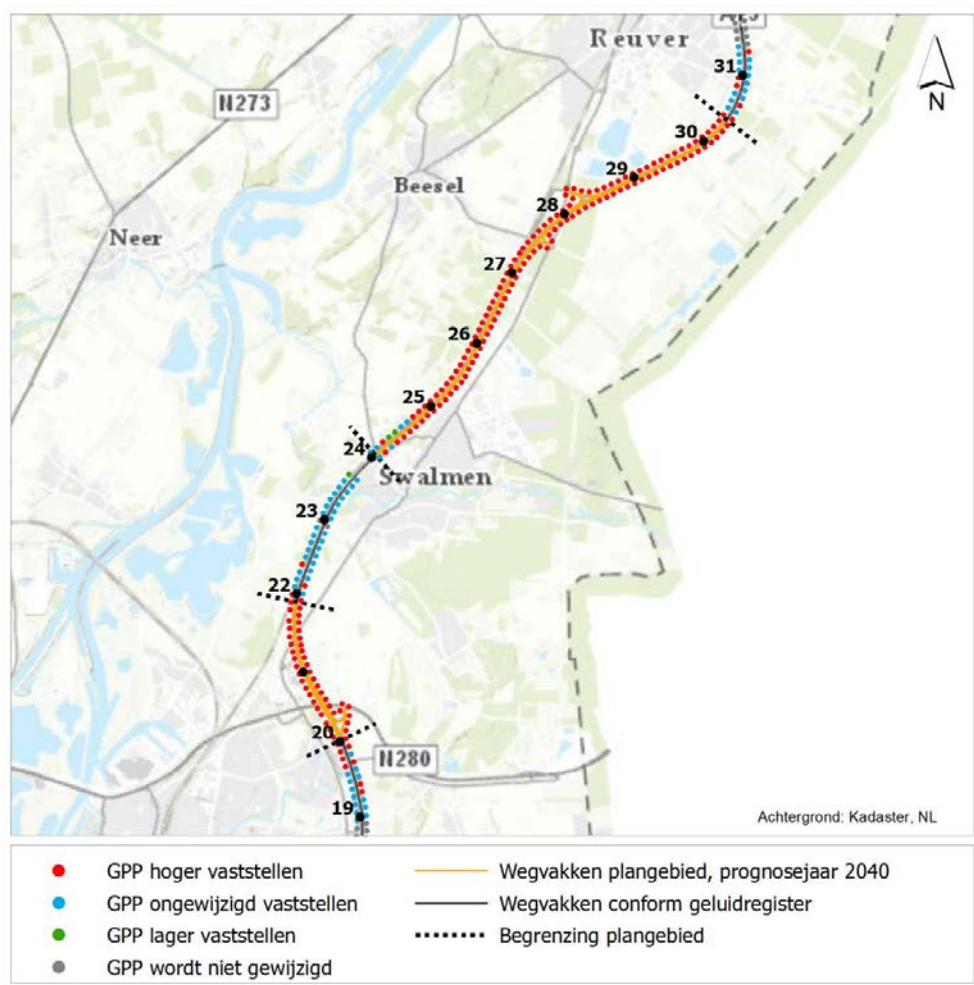 Reuver
31
N273
N
30
29
Beesel
28
Neer
27
26
25
24
Swalmen
23
22
20
N280
19
Achtergrond: Kadaster, NL
GPP hoger vaststellen
GPP ongewijzigd vaststellen
GPP lager vaststellen
GPP wordt niet gewijzigd
Wegvakken plangebied, prognosejaar 2040
Wegvakken conform geluidregister
Begrenzing plangebied